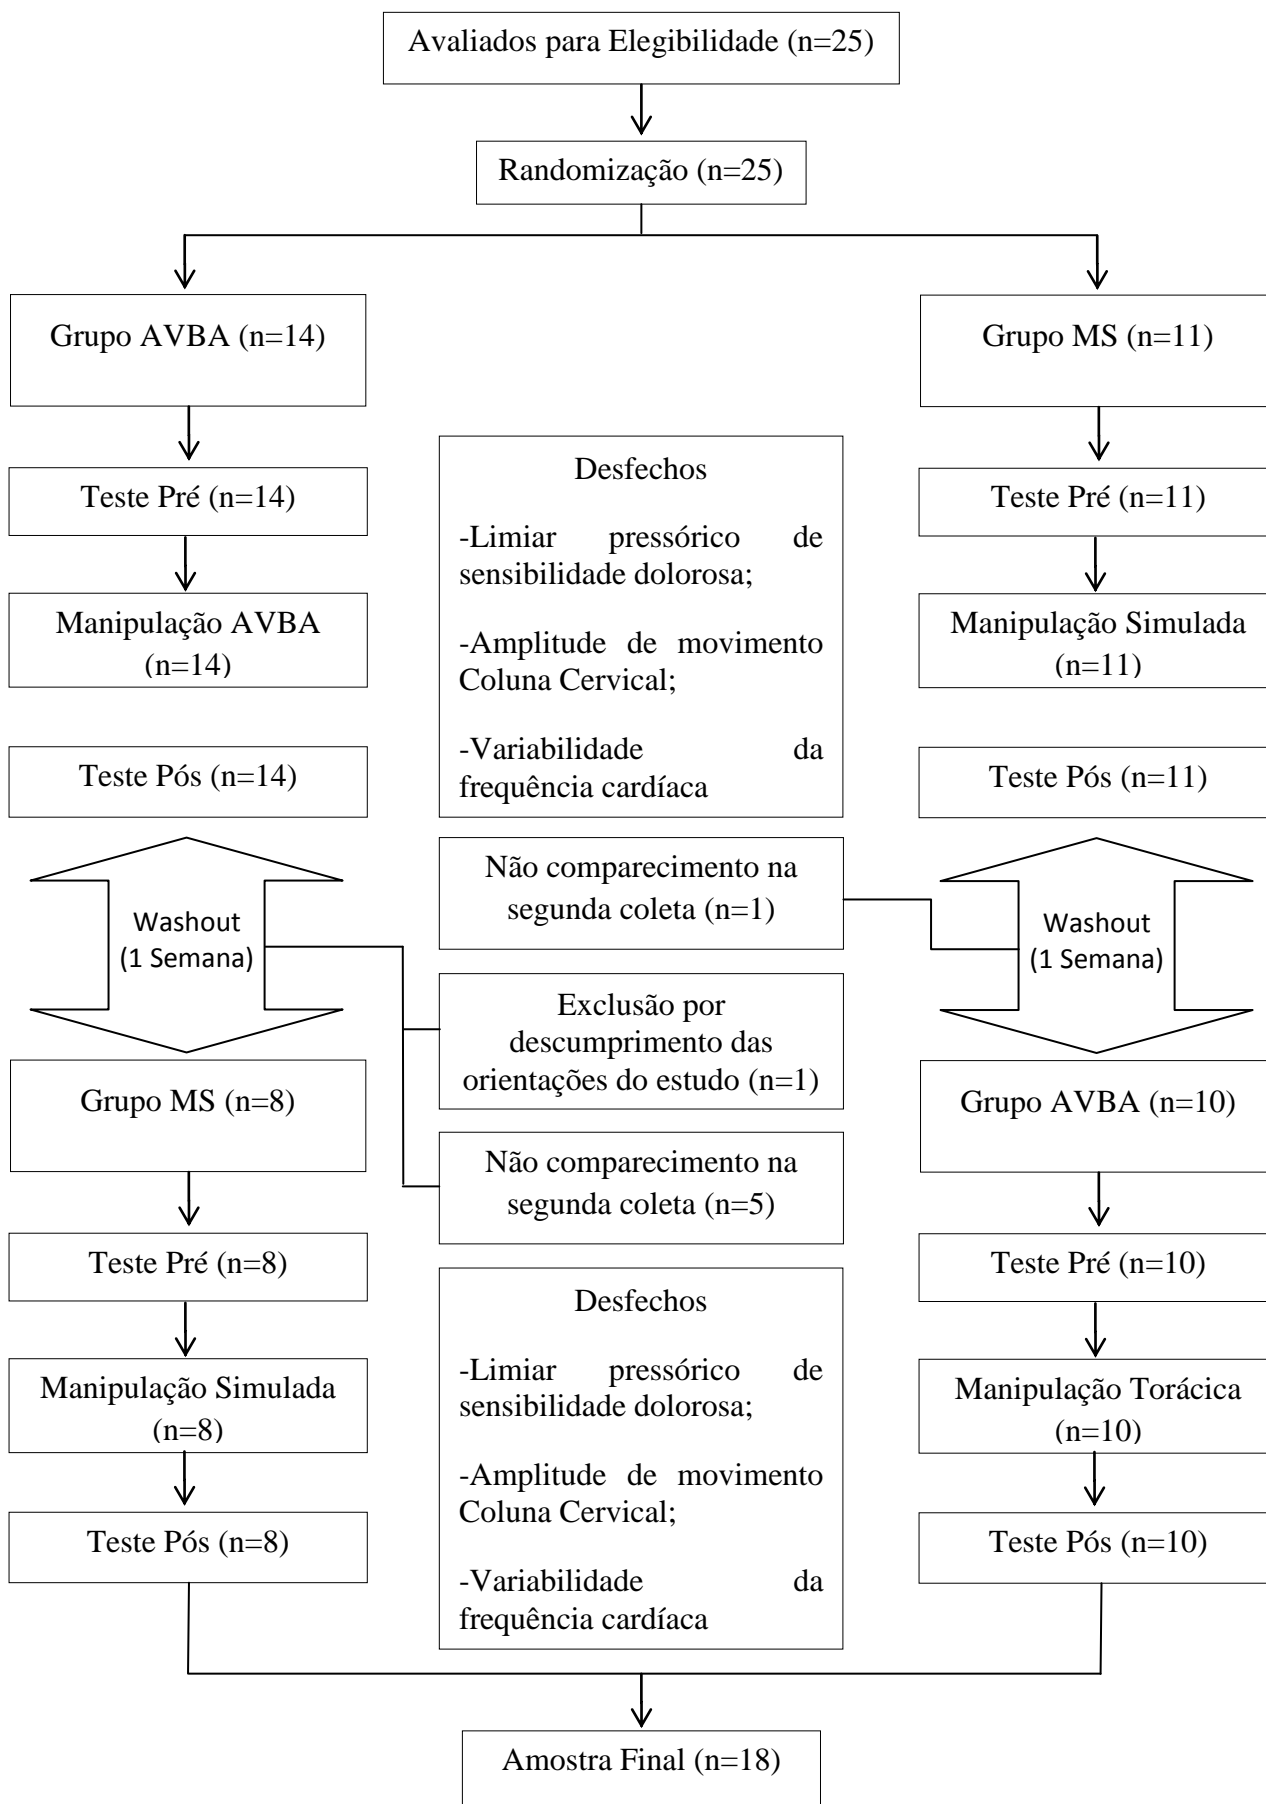 Avaliados para Elegibilidade (n=25)
Randomização (n=25)
Grupo AVBA (n=14)
Grupo MS (n=11)
Teste Pré (n=14)
Teste Pré (n=11)
Manipulação AVBA
(n=14)
Manipulação Simulada
(n=11)
Teste Pós (n=14)
Teste Pós (n=11)
Desfechos
-Limiar pressórico de
sensibilidade dolorosa;
-Amplitude de movimento
Coluna Cervical;
-Variabilidade da
frequência cardíaca
Washout
(1 Semana)
Não comparecimento na
segunda coleta (n=1)
Washout
(1 Semana)
Exclusão por
descumprimento das
orientações do estudo (n=1)
Não comparecimento na
segunda coleta (n=5)
Grupo MS (n=8)
Grupo AVBA (n=10)
Teste Pré (n=8)
Teste Pré (n=10)
Manipulação Simulada
(n=8)
Manipulação Torácica
(n=10)
Teste Pós (n=8)
Teste Pós (n=10)
Desfechos
-Limiar pressórico de
sensibilidade dolorosa;
-Amplitude de movimento
Coluna Cervical;
-Variabilidade da
frequência cardíaca
Amostra Final (n=18)